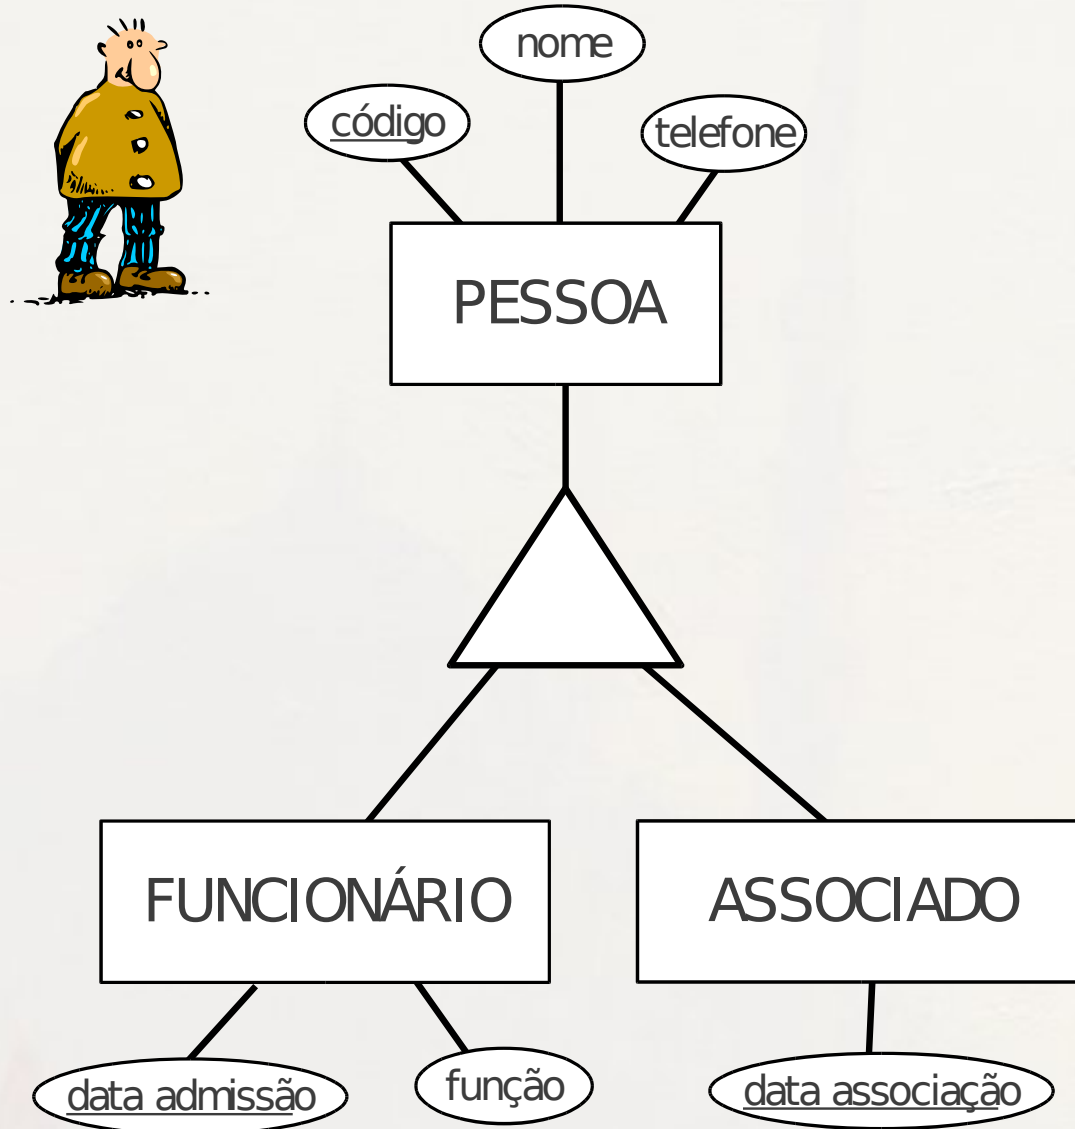 nome
código
telefone
PESSOA
FUNCIONÁRIO
ASSOCIADO
data admissão
função
data associação